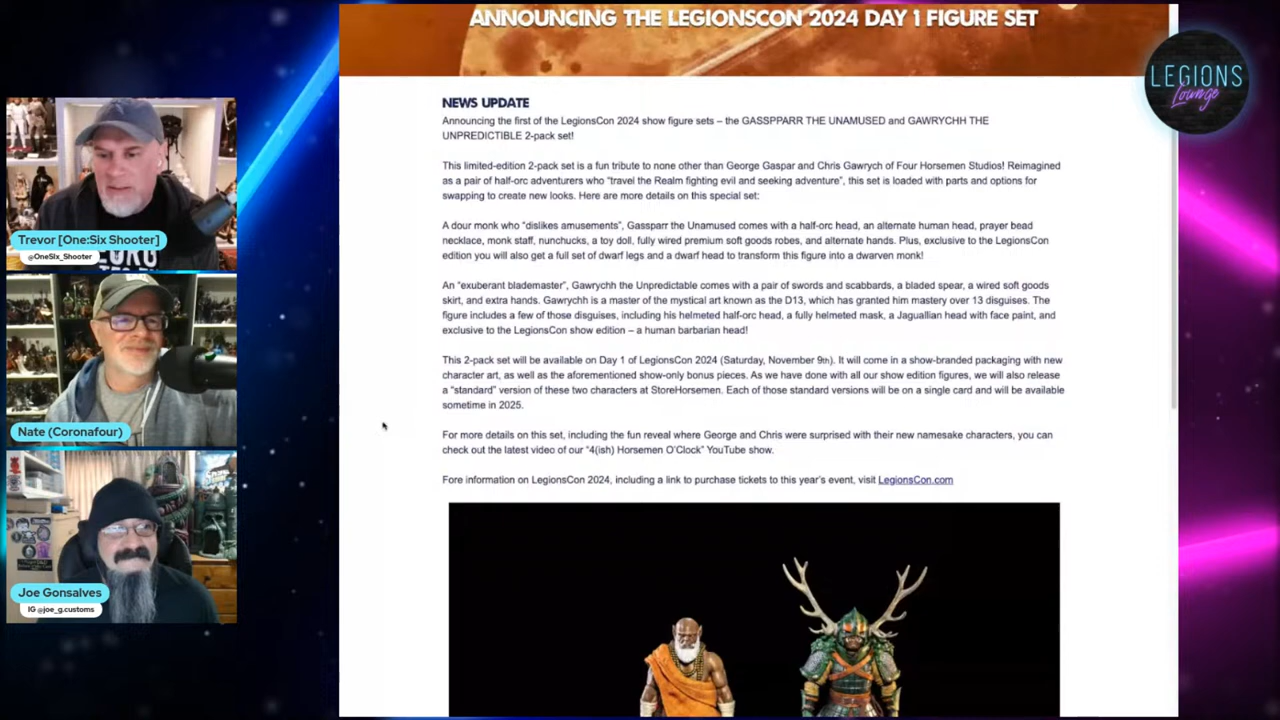 ANNOUNCING THE LEGIONSCON 2024 DAY 1 FIGURE SET
LEGIONS
Lounge
NEWS UPDATE
Announcing the first of the LegionsCon 2024 show figure sets – the GASSPPARR THE UNAMUSED and GAWRYCHH THE
UNPREDICTIBLE 2-pack set!
This limited-edition 2-pack set is a fun tribute to none other than George Gaspar and Chris Gawrych of Four Horsemen Studios! Reimagined
as a pair of half-orc adventurers who “travel the Realm fighting evil and seeking adventure”, this set is loaded with parts and options for
swapping to create new looks. Here are more details on this special set:
A dour monk who “dislikes amusements”, Gassparr the Unamused comes with a half-orc head, an alternate human head, prayer bead
necklace, monk staff, nunchucks, a toy doll, fully wired premium soft goods robes, and alternate hands. Plus, exclusive to the LegionsCon
edition you will also get a full set of dwarf legs and a dwarf head to transform this figure into a dwarven monk!
An “exuberant blademaster”, Gawrychh the Unpredictable comes with a pair of swords and scabbards, a bladed spear, a wired soft goods
skirt, and extra hands. Gawrychh is a master of the mystical art known as the D13, which has granted him mastery over 13 disguises. The
figure includes a few of those disguises, including his helmeted half-orc head, a fully helmeted mask, a Jaguallian head with face paint, and
exclusive to the LegionsCon show edition – a human barbarian head!
This 2-pack set will be available on Day 1 of LegionsCon 2024 (Saturday, November 9th). It will come in a show-branded packaging with new
character art, as well as the aforementioned show-only bonus pieces. As we have done with all our show edition figures, we will also release
a “standard” version of these two characters at StoreHorsemen. Each of those standard versions will be on a single card and will be available
sometime in 2025.
For more details on this set, including the fun reveal where George and Chris were surprised with their new namesake characters, you can
check out the latest video of our “4(ish) Horsemen O’Clock” YouTube show.
Fore information on LegionsCon 2024, including a link to purchase tickets to this year’s event, visit LegionsCon.com
Trevor [One:Six Shooter]
@OneSIx_Shooter
Nate (Coronafour)
Joe Gonsalves
IG @joe_g.customs